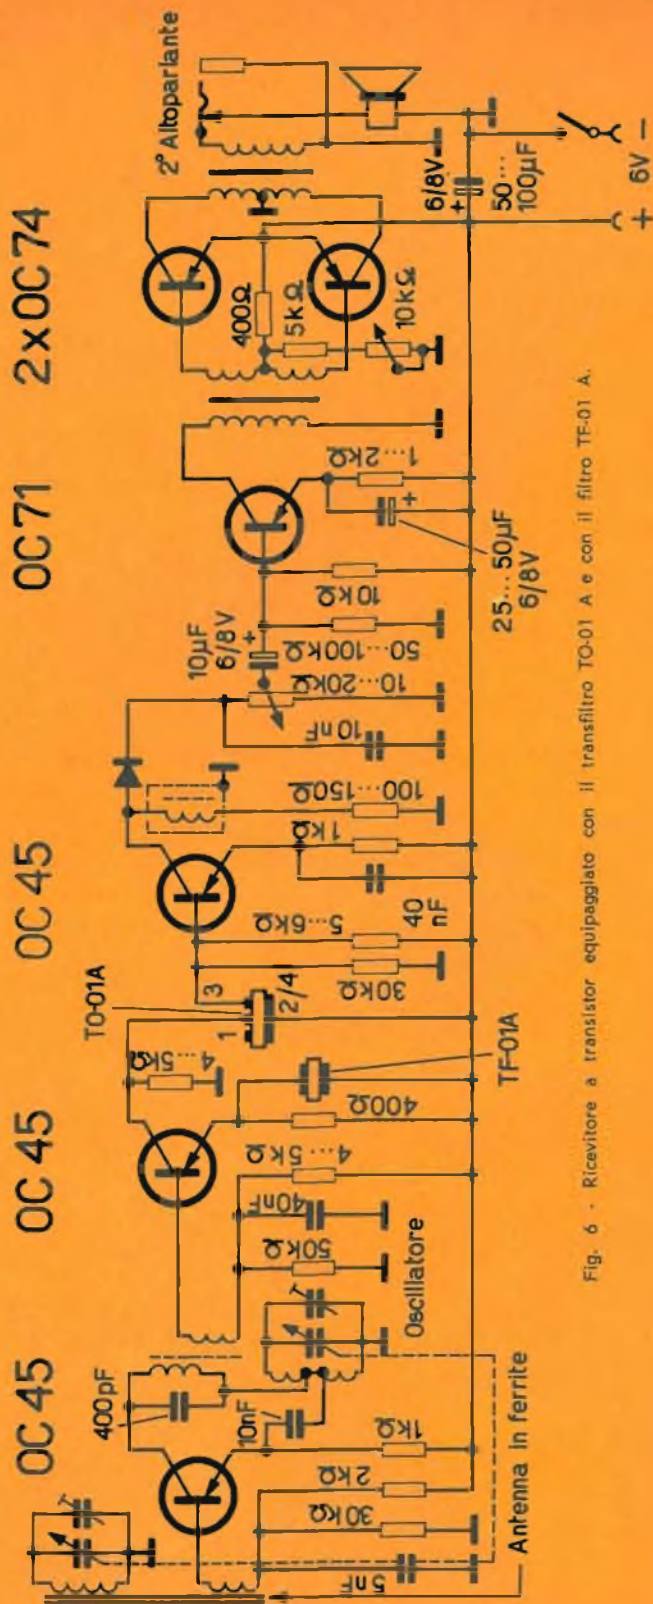 OC 45
OC 45
OC 45
OC 71
2xOC74
400pF
10nF
1kΩ
2kΩ
30kΩ
5nF
Antenna in ferrite
Oscillatore
50kΩ
40nF
4...5kΩ
400Ω
4...5kΩ
TF-01A
TO-01A
1
3
2/4
30kΩ
5...6kΩ
40
nF
1kΩ
100...150Ω
10nF
10...20kΩ
10µF
6/8V
+
50...
100kΩ
10kΩ
25...50µF
6/8V
+
1...2kΩ
400Ω
5kΩ
10kΩ
2° Altoparlante
6/8V
+
50...
100µF
+ 6V −
Fig. 6 - Ricevitore a transistor equipaggiato con il transfiltro TO-01 A e con il filtro TF-01 A.